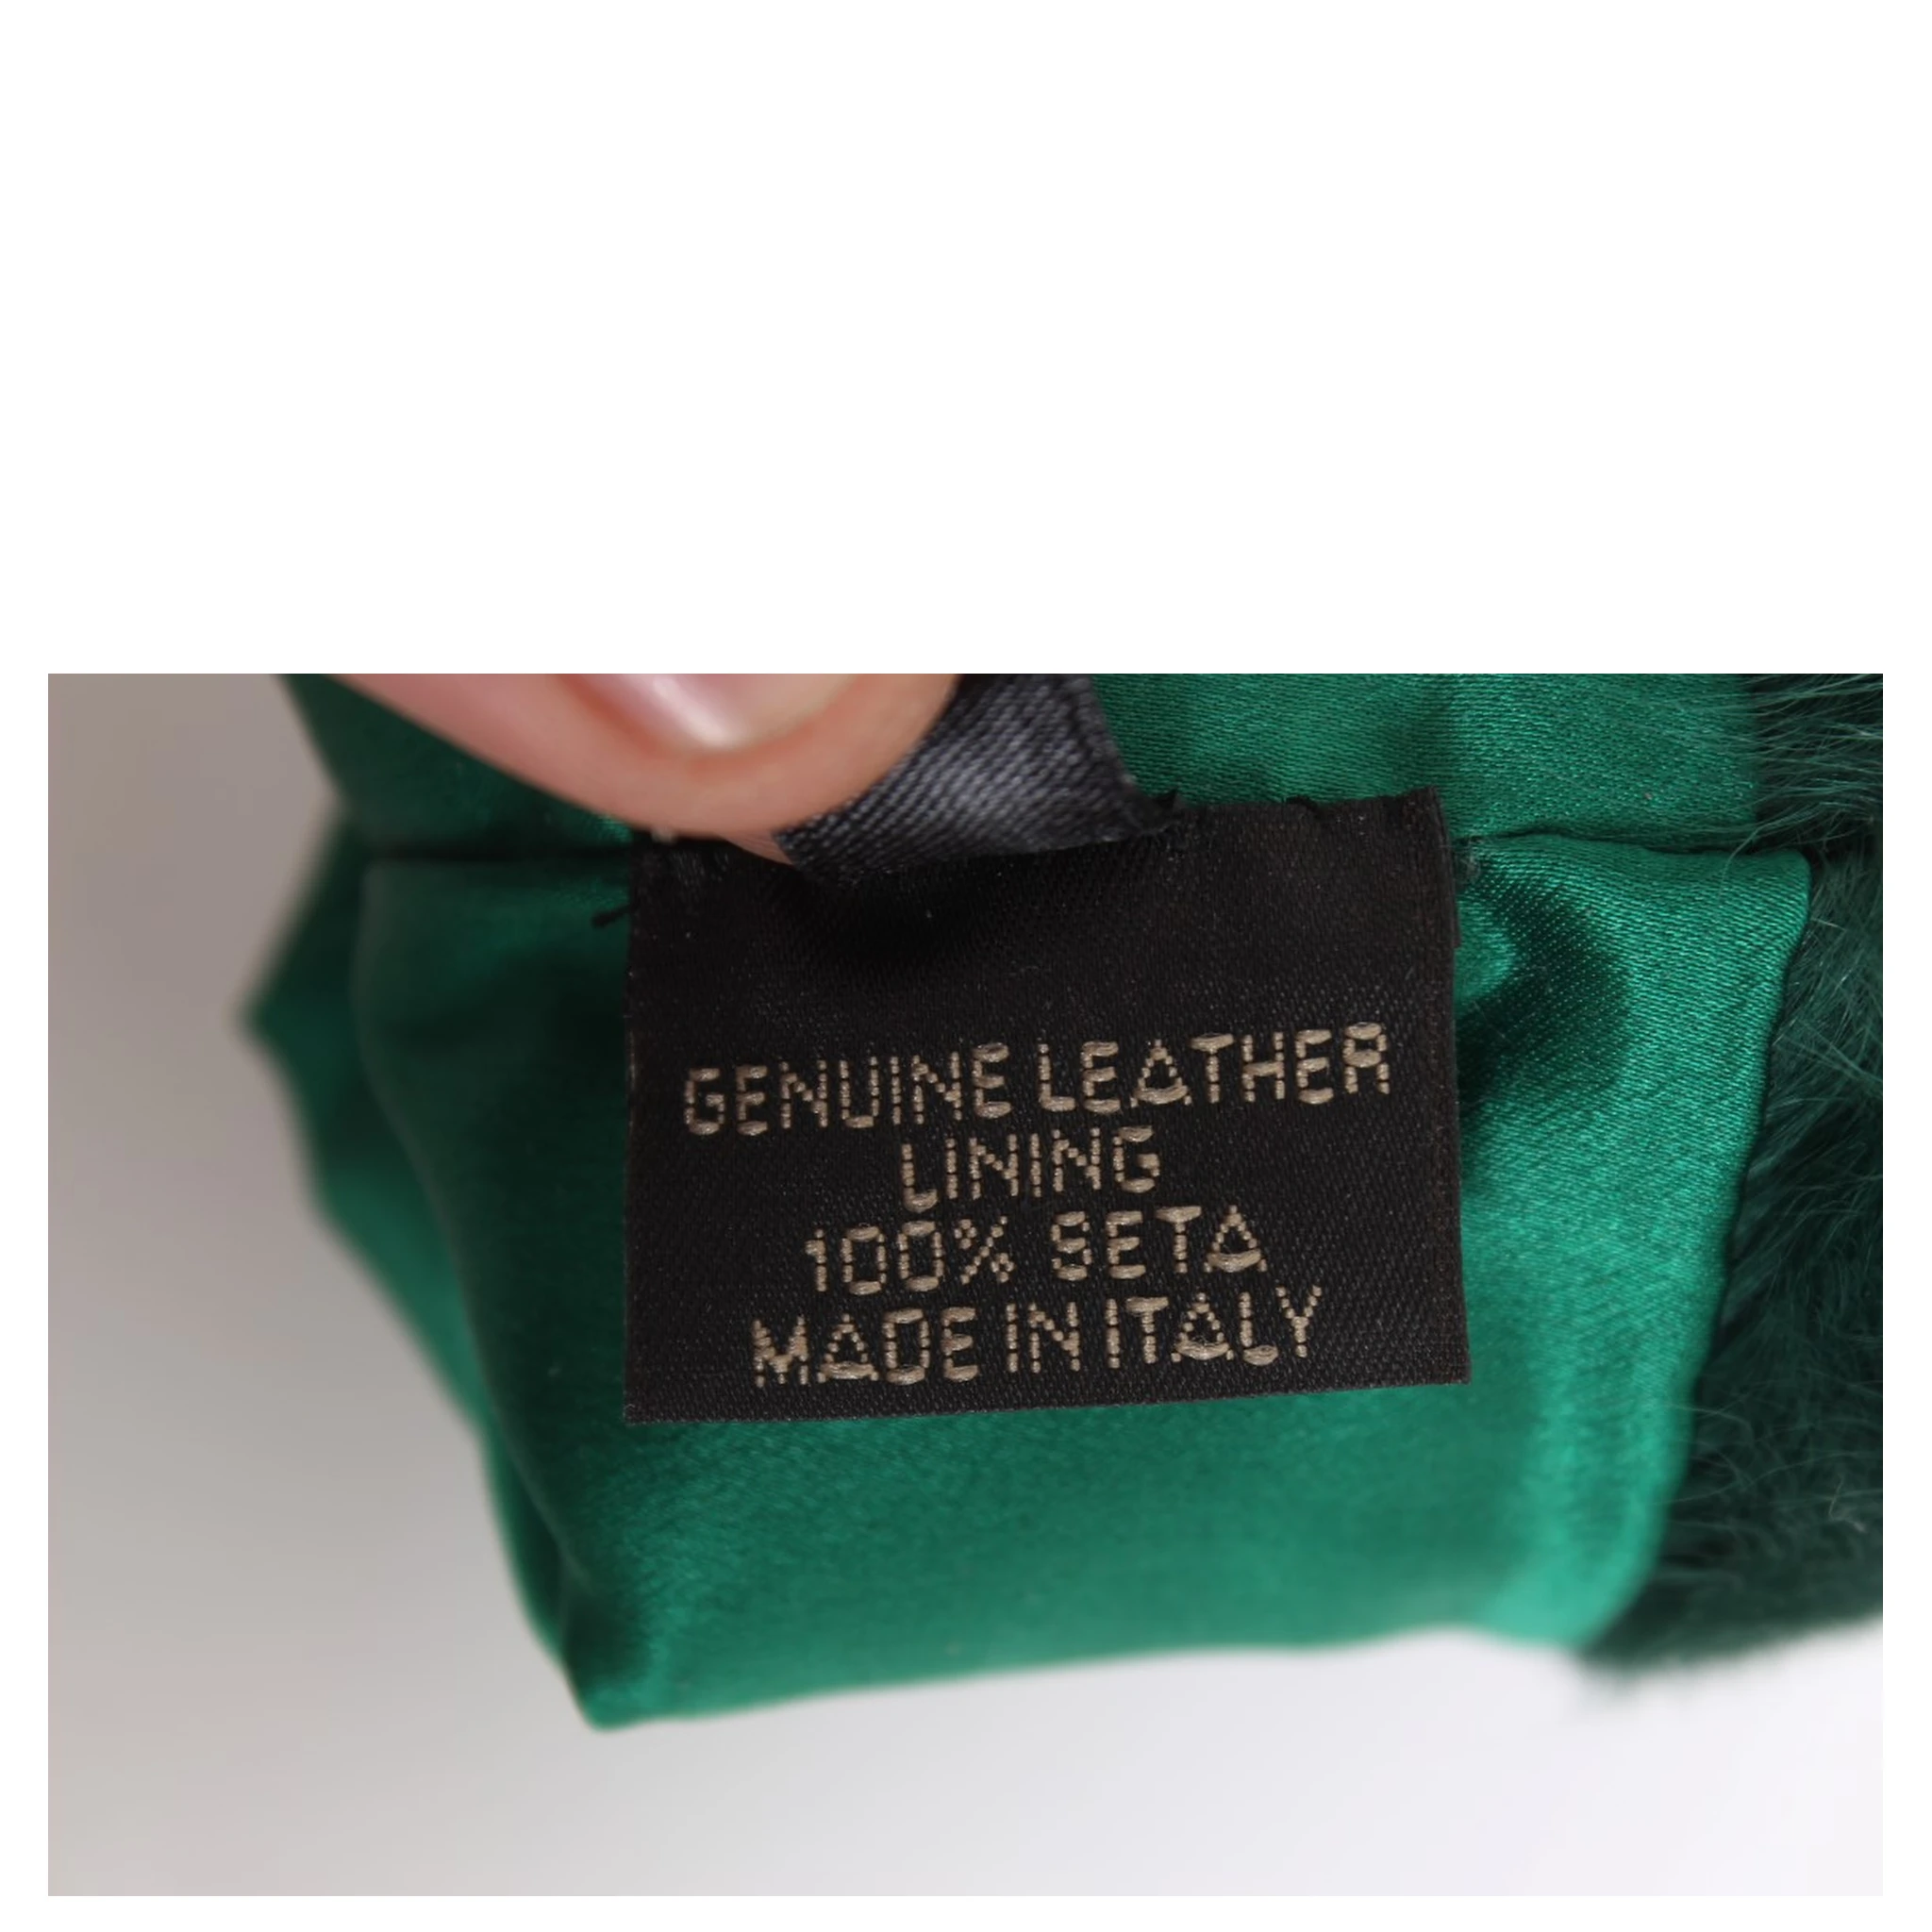 GENUINE LEATHER
LINING
100% SETA
MADE IN ITALY